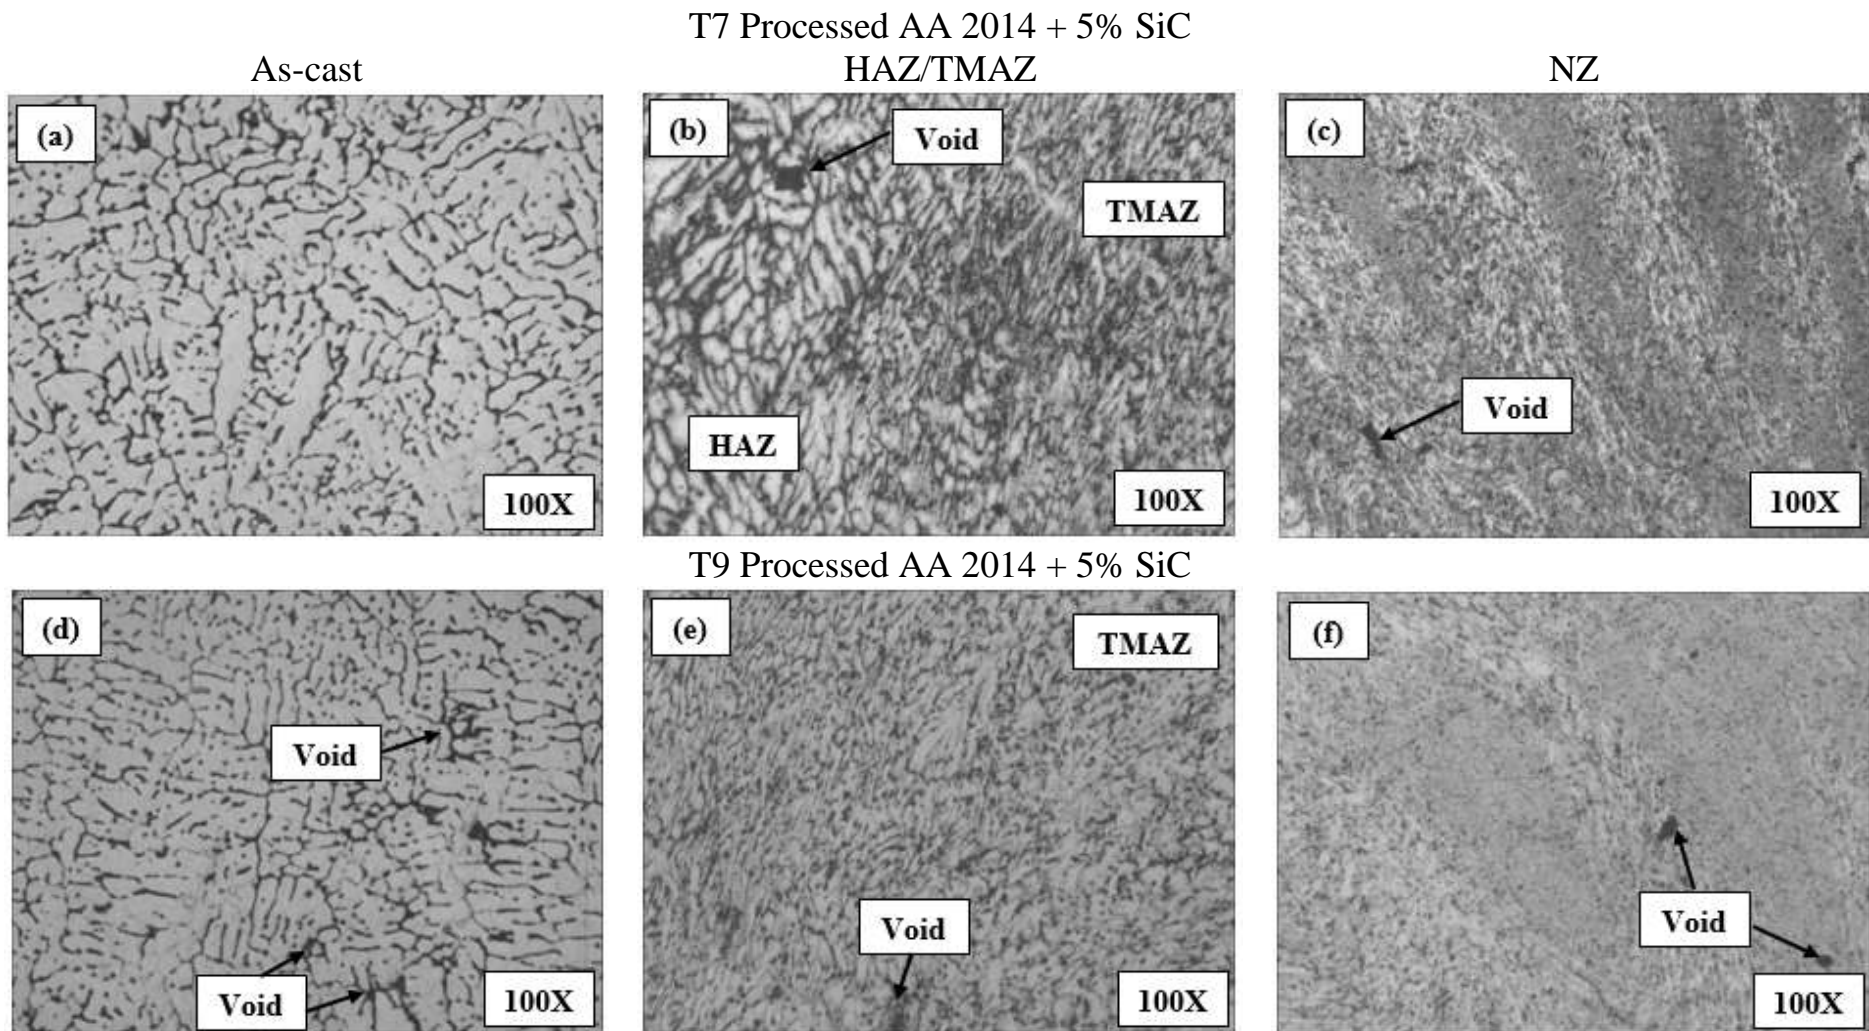 T7 Processed AA 2014 + 5% SiC
As-cast HAZ/TMAZ NZ
(a) (b) Void (c)
TMAZ
Void
HAZ
100X 100X 100X
T9 Processed AA 2014 + 5% SiC
(d) (e) TMAZ (f)
Void
Void Void
Void 100X 100X 100X